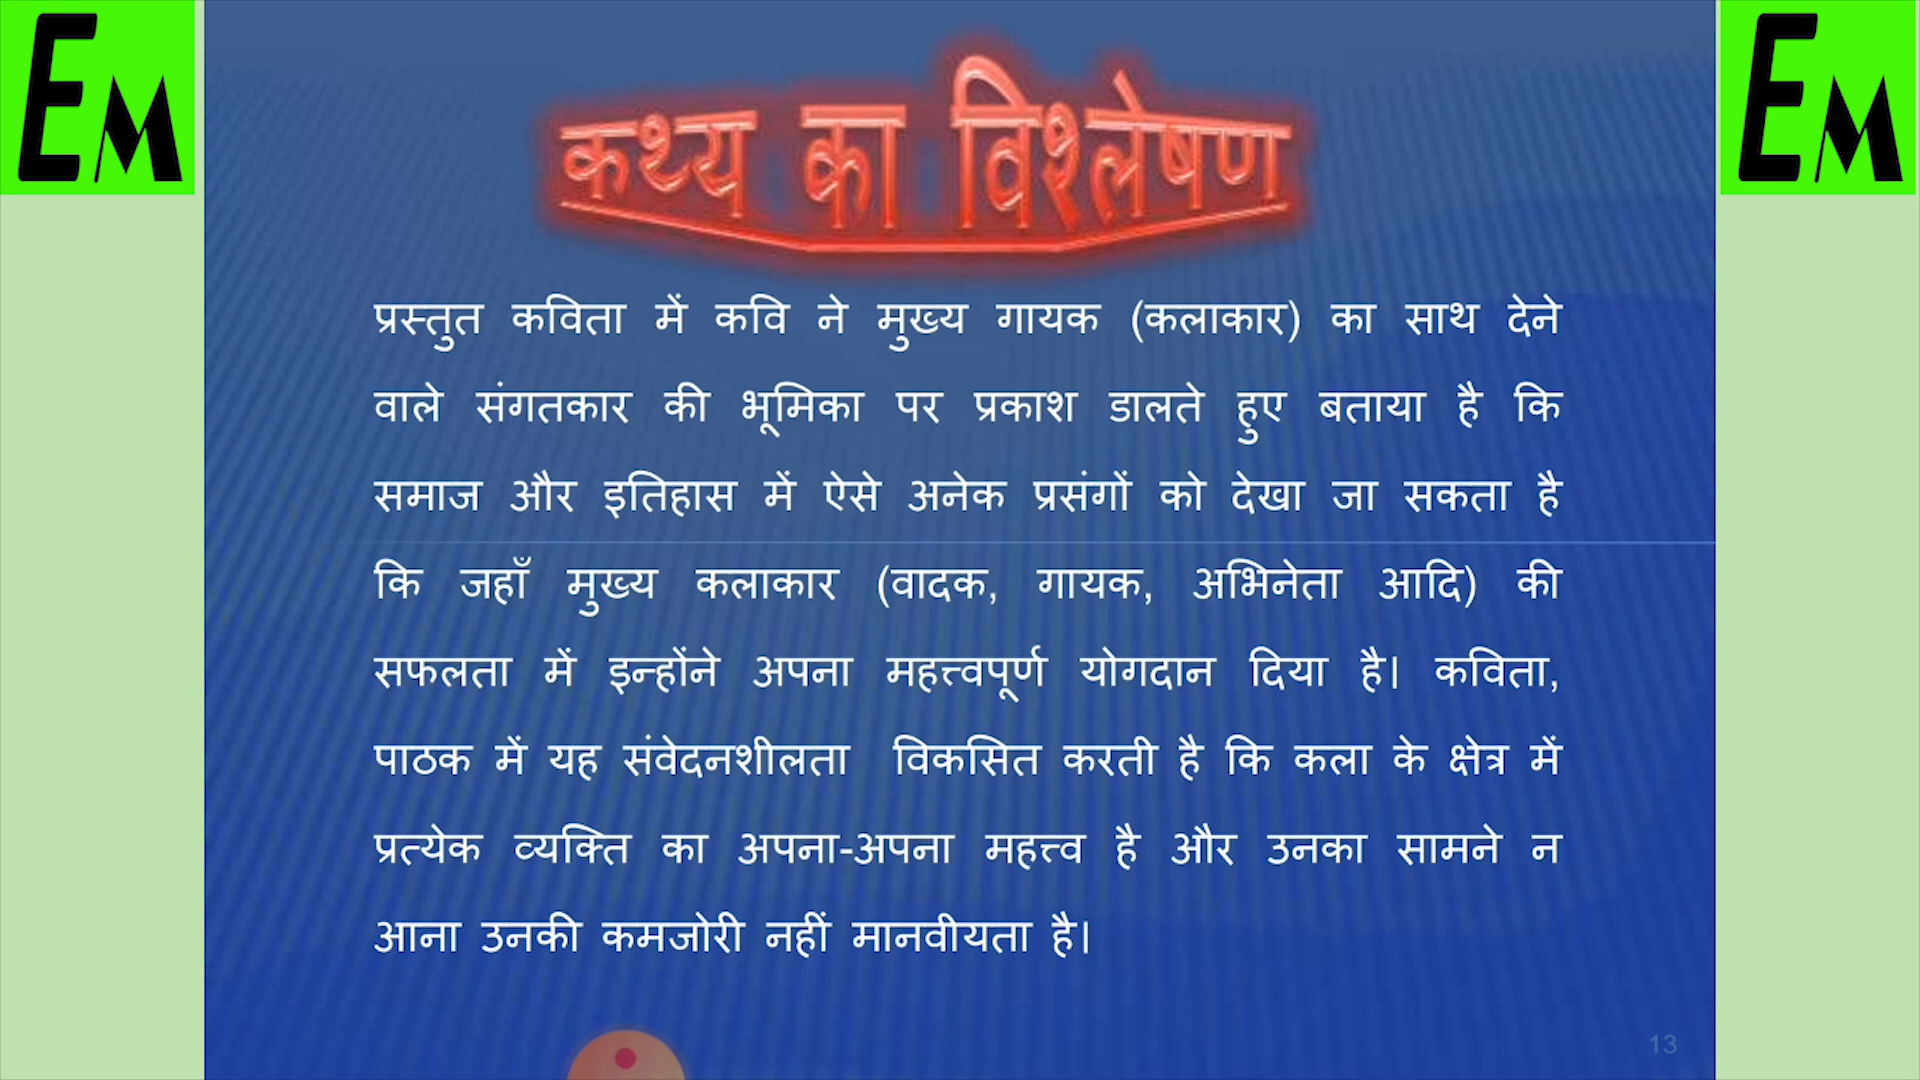 EM
EM
कथ्य का विश्लेषण
प्रस्तुत कविता में कवि ने मुख्य गायक (कलाकार) का साथ देने
वाले संगतकार की भूमिका पर प्रकाश डालते हुए बताया है कि
समाज और इतिहास में ऐसे अनेक प्रसंगों को देखा जा सकता है
कि जहाँ मुख्य कलाकार (वादक, गायक, अभिनेता आदि) की
सफलता में इन्होंने अपना महत्त्वपूर्ण योगदान दिया है। कविता,
पाठक में यह संवेदनशीलता विकसित करती है कि कला के क्षेत्र में
प्रत्येक व्यक्ति का अपना-अपना महत्त्व है और उनका सामने न
आना उनकी कमजोरी नहीं मानवीयता है।
13